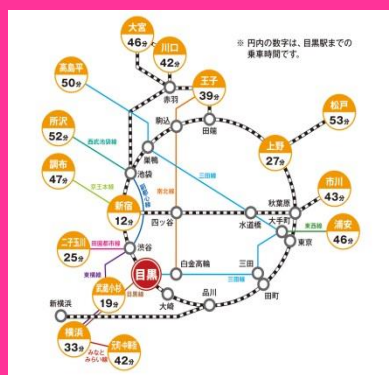 ※ 円内の数字は、目黒駅までの
乗車時間です。
大宮
46分
川口
42分
高島平
50分
赤羽
王子
39分
駒込
田端
松戸
53分
所沢
52分
西武池袋線
巣鴨
上野
27分
池袋
三田線
調布
47分
京王本線
副都心線
南北線
市川
43分
新宿
12分
秋葉原
四ツ谷
水道橋
大手町
東西線
浦安
46分
東京
二子玉川
25分
田園都市線
渋谷
東横線
目黒
白金高輪
三田
三田線
武蔵小杉
19分
目黒線
大崎
品川
田町
新横浜
横浜
33分
みなと
みらい線
元町・中華街
42分